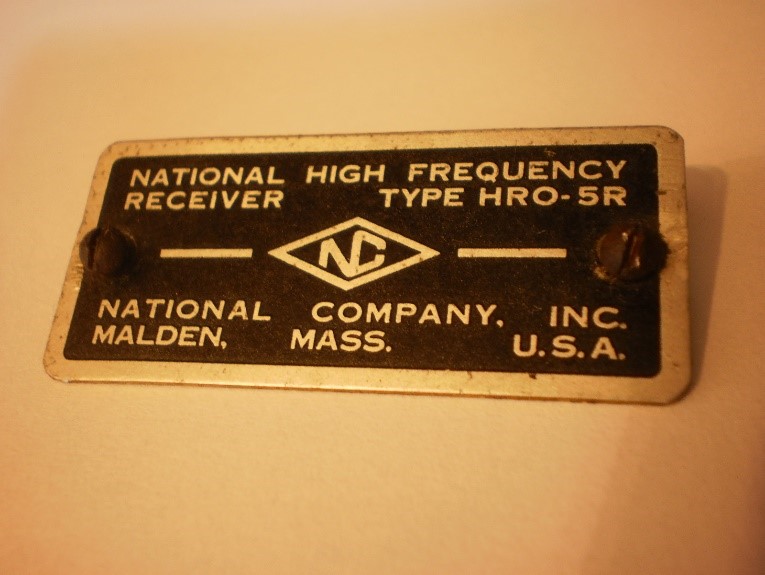 NATIONAL HIGH FREQUENCY
RECEIVER TYPE HRO-5R
NC
NATIONAL COMPANY, INC.
MALDEN, MASS. U.S.A.